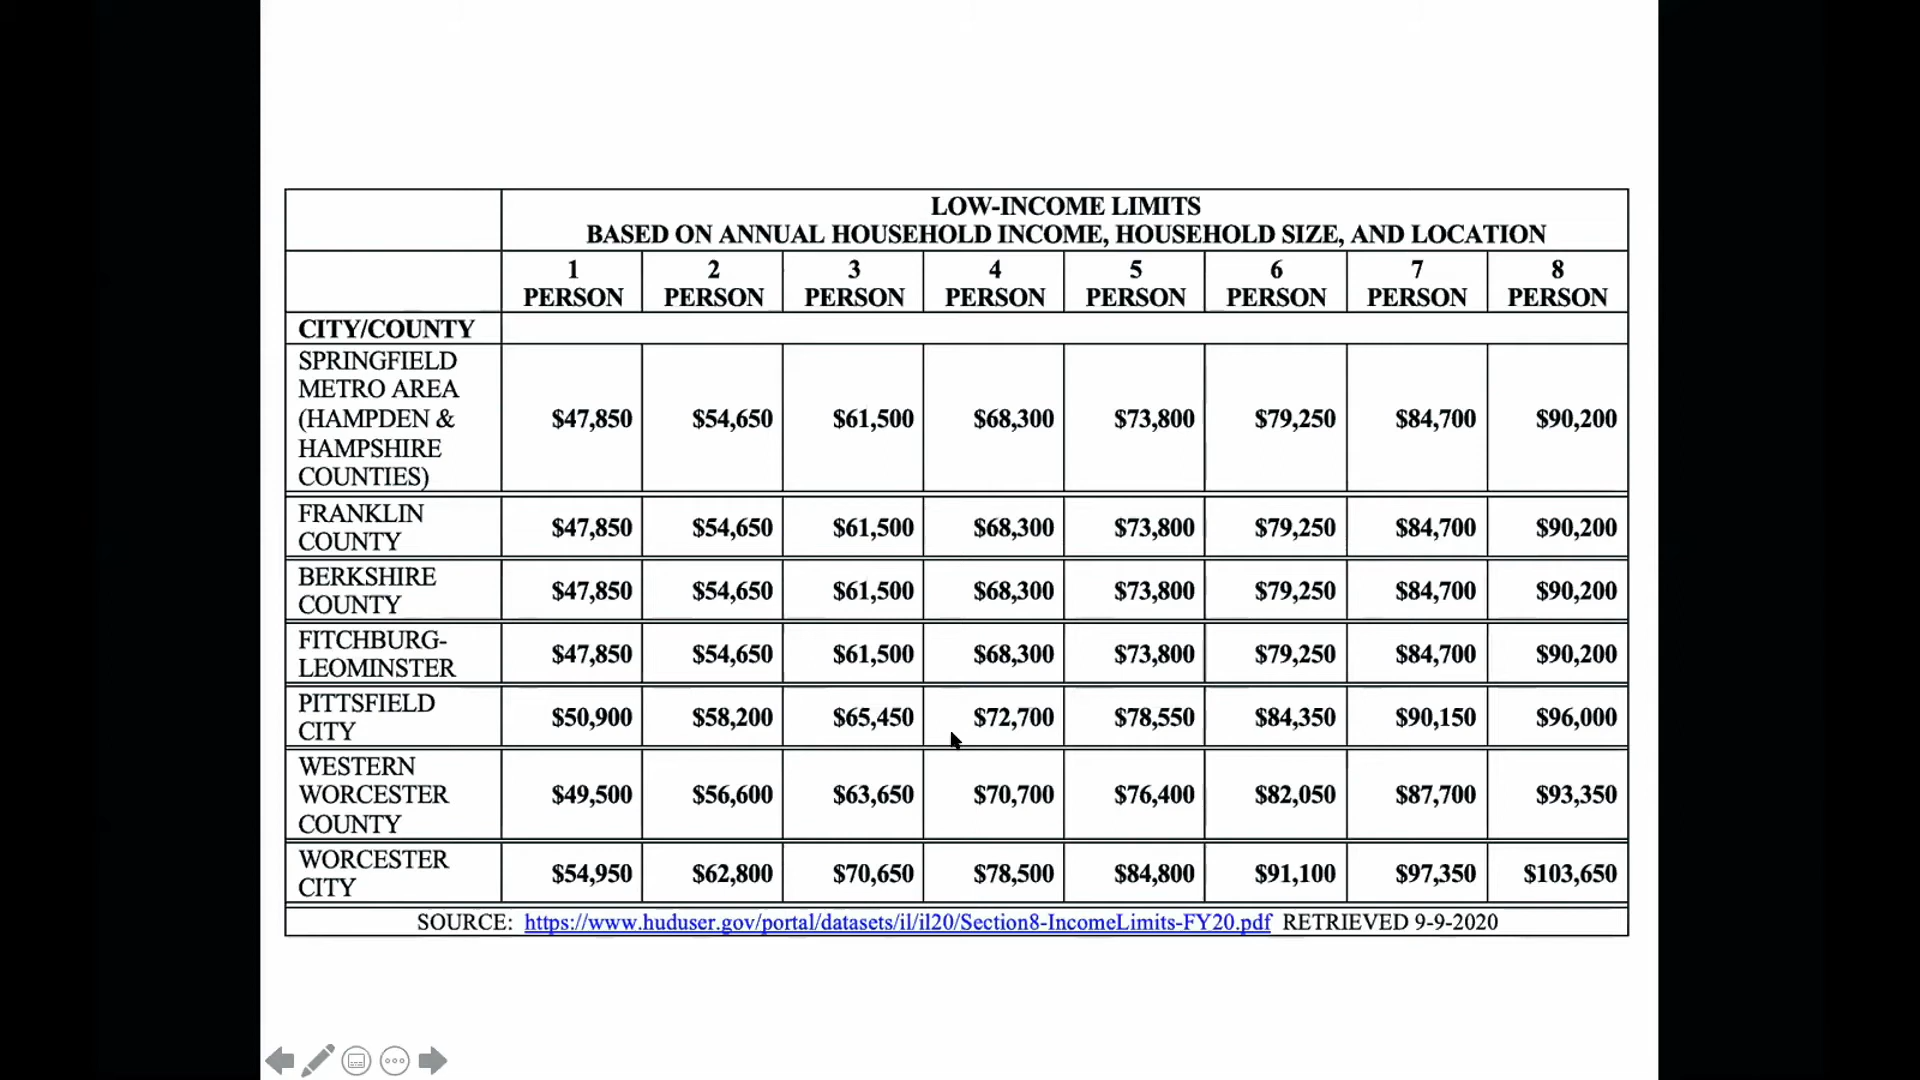 LOW-INCOME LIMITS
BASED ON ANNUAL HOUSEHOLD INCOME, HOUSEHOLD SIZE, AND LOCATION
1 PERSON 2 PERSON 3 PERSON 4 PERSON 5 PERSON 6 PERSON 7 PERSON 8 PERSON
CITY/COUNTY
SPRINGFIELD
METRO AREA
(HAMPDEN &
HAMPSHIRE
COUNTIES)
$47,850 $54,650 $61,500 $68,300 $73,800 $79,250 $84,700 $90,200
FRANKLIN
COUNTY
$47,850 $54,650 $61,500 $68,300 $73,800 $79,250 $84,700 $90,200
BERKSHIRE
COUNTY
$47,850 $54,650 $61,500 $68,300 $73,800 $79,250 $84,700 $90,200
FITCHBURG-
LEOMINSTER
$47,850 $54,650 $61,500 $68,300 $73,800 $79,250 $84,700 $90,200
PITTSFIELD
CITY
$50,900 $58,200 $65,450 $72,700 $78,550 $84,350 $90,150 $96,000
WESTERN
WORCESTER
COUNTY
$49,500 $56,600 $63,650 $70,700 $76,400 $82,050 $87,700 $93,350
WORCESTER
CITY
$54,950 $62,800 $70,650 $78,500 $84,800 $91,100 $97,350 $103,650
SOURCE: https://www.huduser.gov/portal/datasets/il/il20/Section8-IncomeLimits-FY20.pdf RETRIEVED 9-9-2020